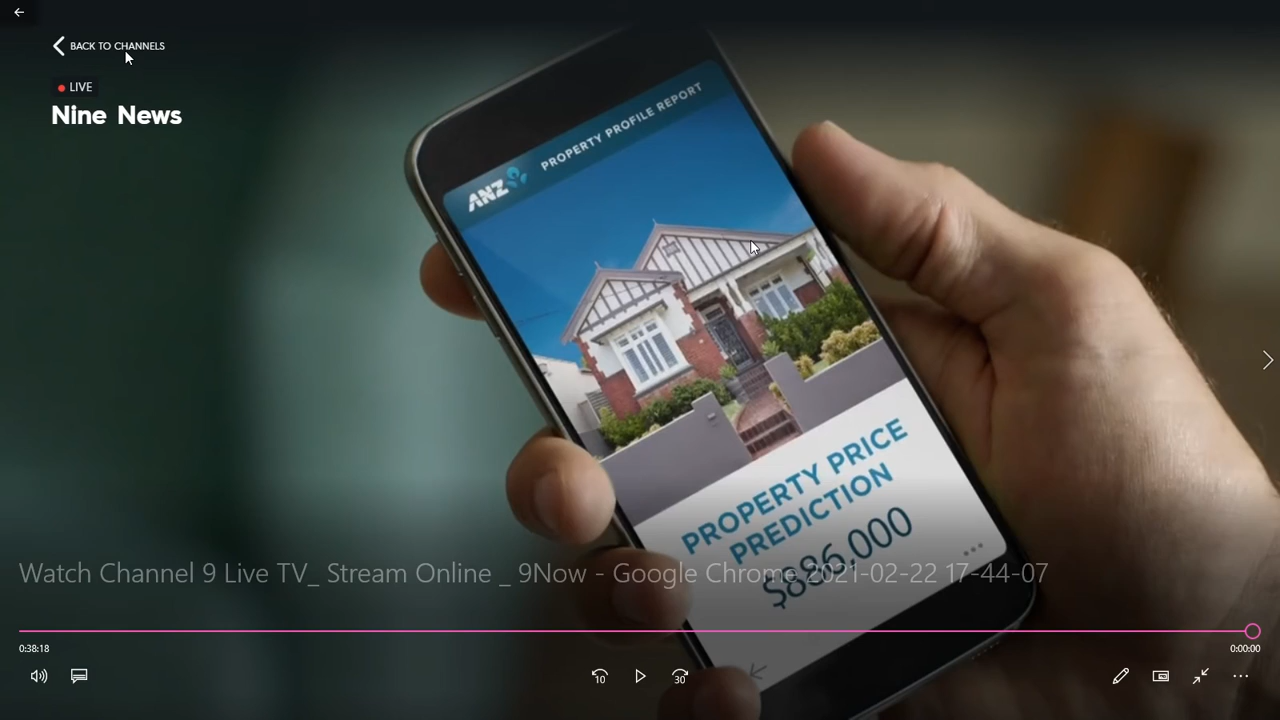 BACK TO CHANNELS
LIVE
Nine News
ANZ PROPERTY PROFILE REPORT
PROPERTY PRICE
PREDICTION
$886,000
Watch Channel 9 Live TV_ Stream Online _ 9Now - Google Chrome 2021-02-22 17-44-07
0:38:18
0:00:00
10
30